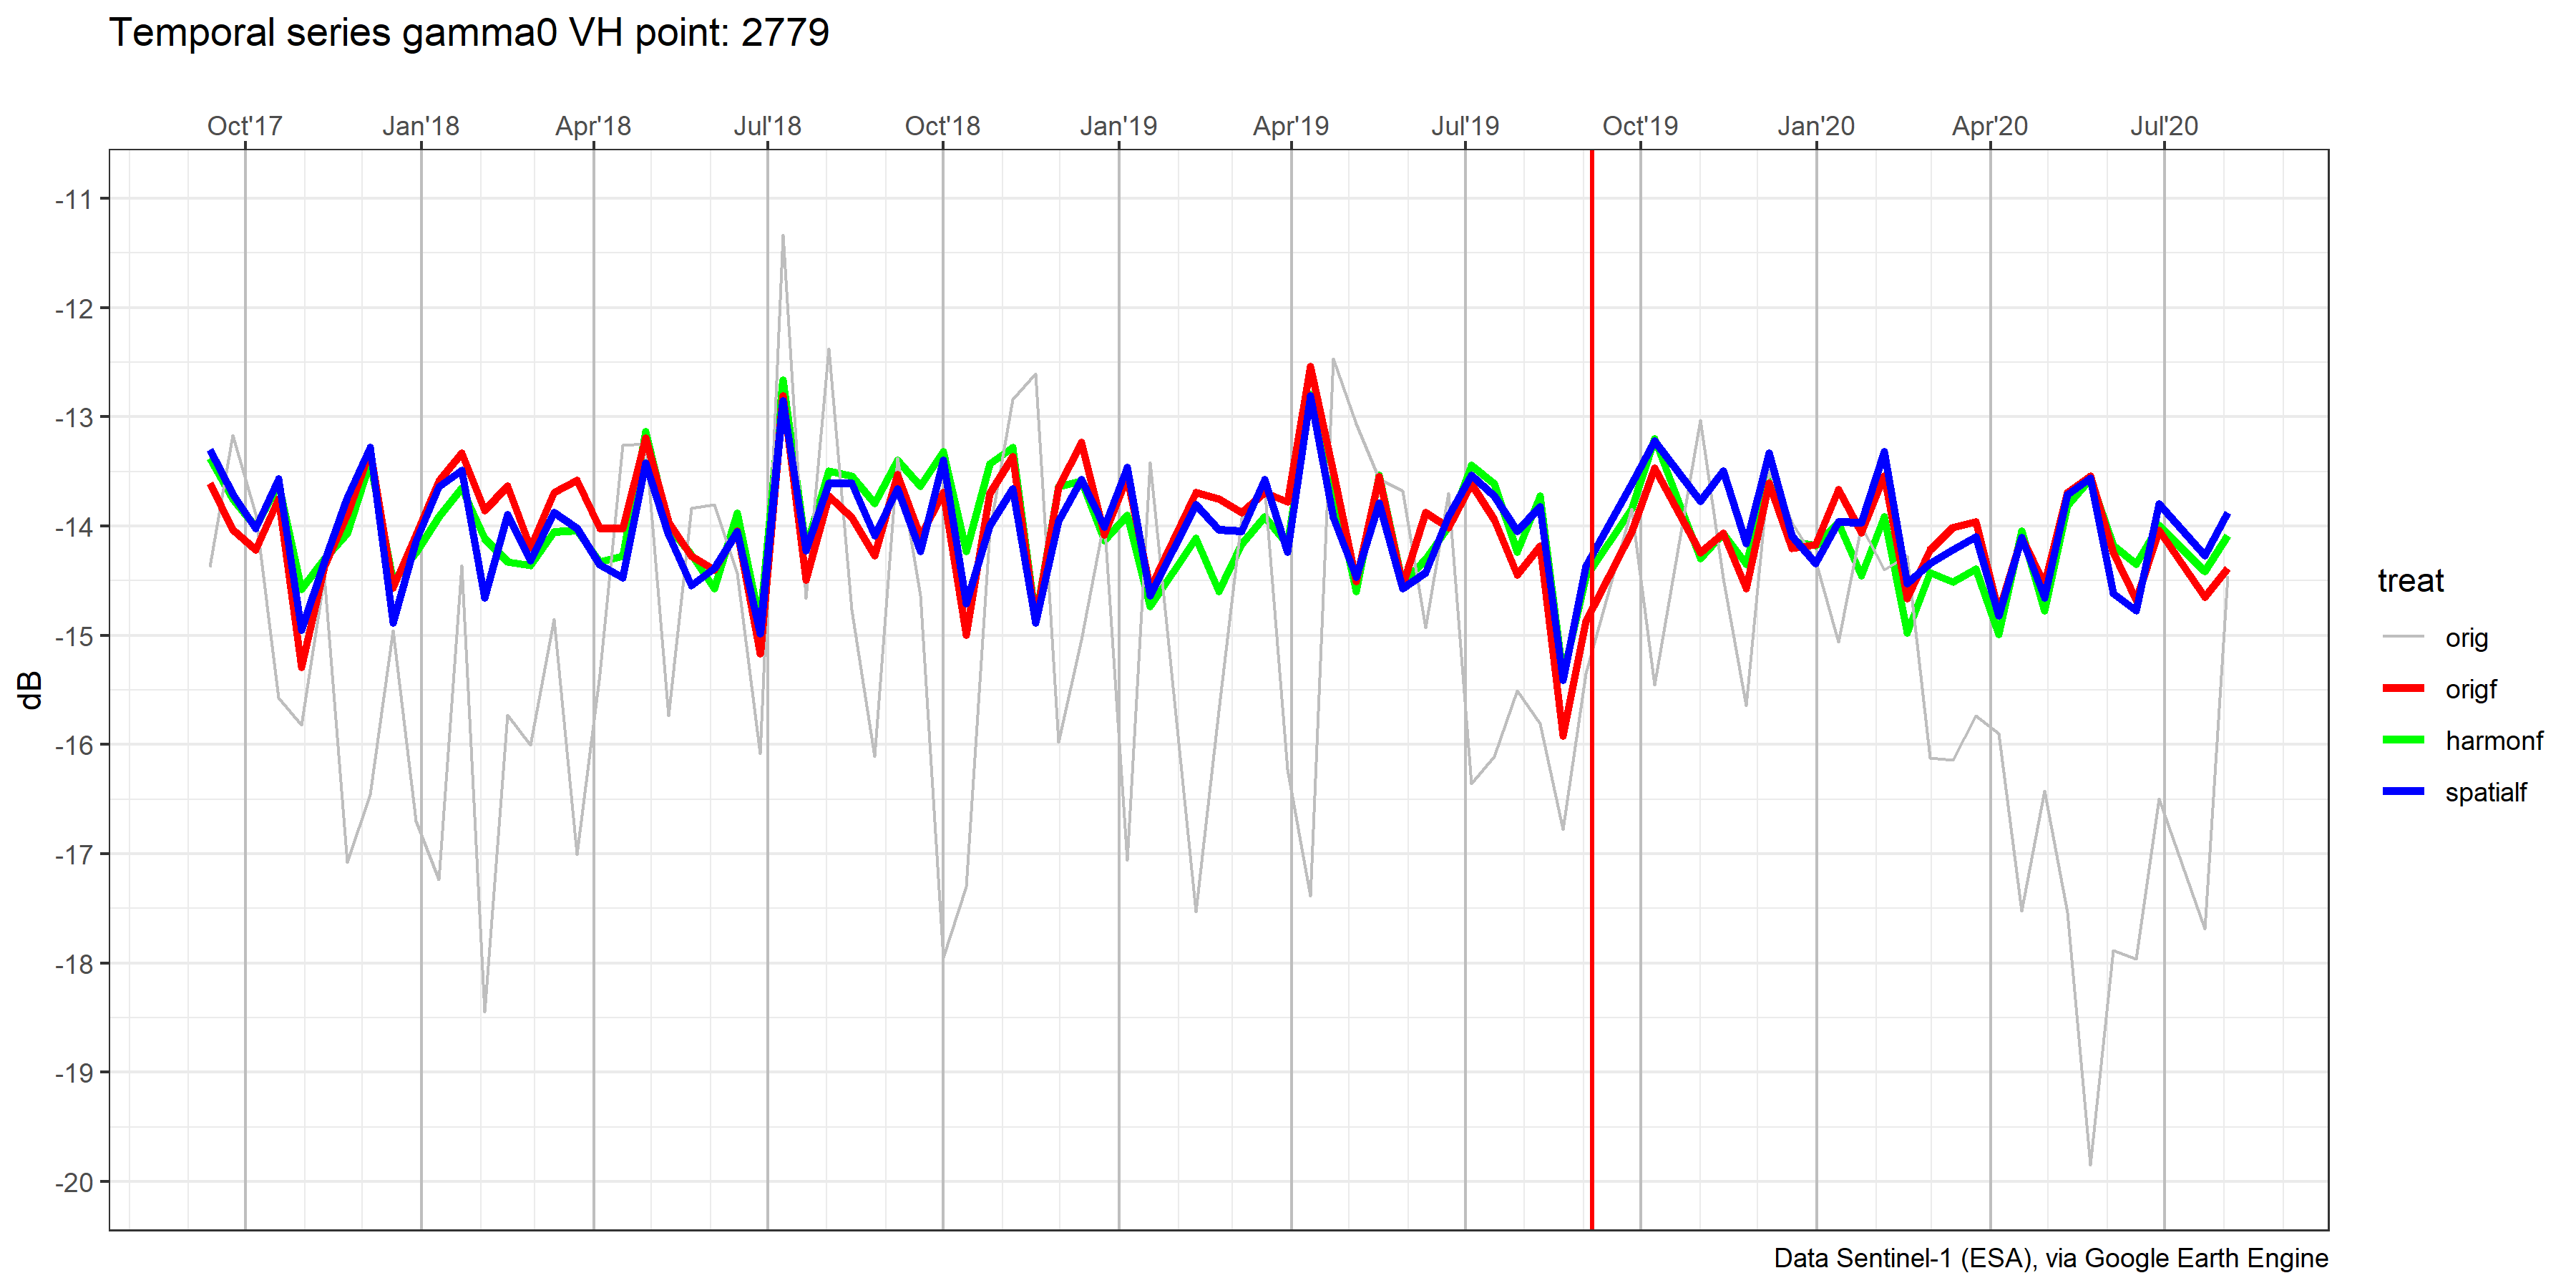 Temporal series gamma0 VH point: 2779
Oct'17 Jan'18 Apr'18 Jul'18 Oct'18 Jan'19 Apr'19 Jul'19 Oct'19 Jan'20 Apr'20 Jul'20
-11
-12
-13
-14
-15
-16
-17
-18
-19
-20
dB
treat
orig
origf
harmonf
spatialf
Data Sentinel-1 (ESA), via Google Earth Engine